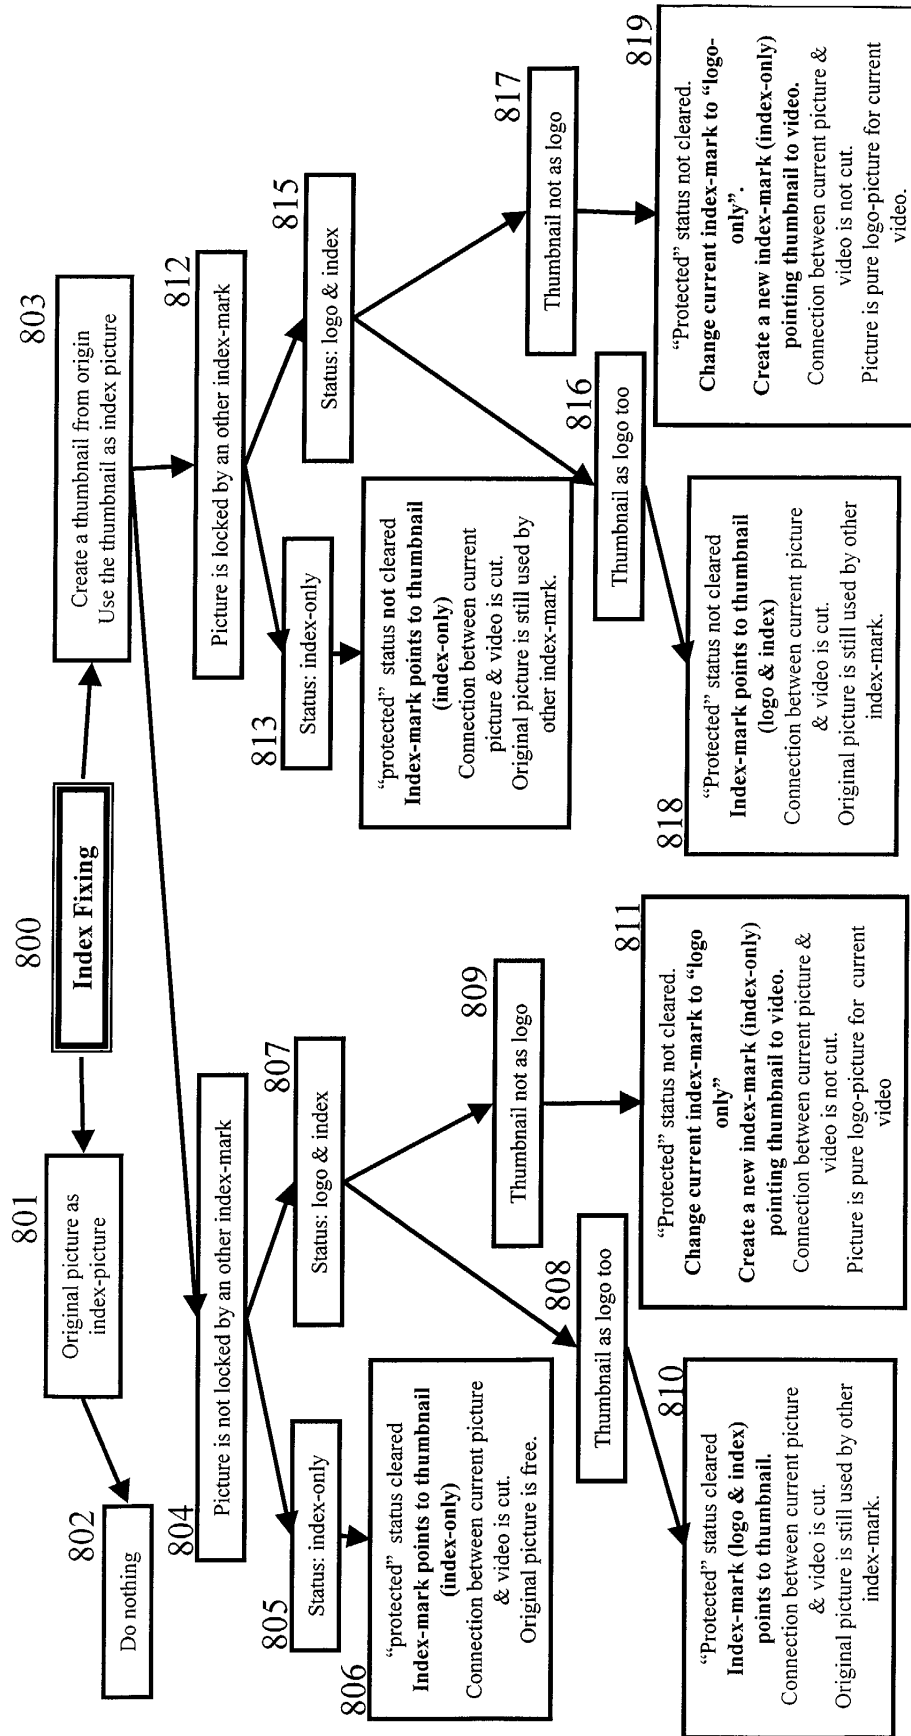 800
Index Fixing
801
Original picture as
index-picture
802
Do nothing
803
Create a thumbnail from origin
Use the thumbnail as index picture
804
Picture is not locked by an other index-mark
805
Status: index-only
806
“protected” status cleared
Index-mark points to thumbnail
(index-only)
Connection between current picture
& video is cut.
Original picture is free.
807
Status: logo & index
808
Thumbnail as logo too
809
Thumbnail not as logo
810
“Protected” status cleared
Index-mark (logo & index)
points to thumbnail.
Connection between current picture
& video is cut.
Original picture is still used by other
index-mark.
811
“Protected” status not cleared.
Change current index-mark to “logo
only”
Create a new index-mark (index-only)
pointing thumbnail to video.
Connection between current picture &
video is not cut.
Picture is pure logo-picture for current
video
812
Picture is locked by an other index-mark
813
Status: index-only
“protected” status not cleared
Index-mark points to thumbnail
(index-only)
Connection between current
picture & video is cut.
Original picture is still used by
other index-mark.
815
Status: logo & index
816
Thumbnail as logo too
817
Thumbnail not as logo
818
“Protected” status not cleared
Index-mark points to thumbnail
(logo & index)
Connection between current picture
& video is cut.
Original picture is still used by other
index-mark.
819
“Protected” status not cleared.
Change current index-mark to “logo-
only”.
Create a new index-mark (index-only)
pointing thumbnail to video.
Connection between current picture &
video is not cut.
Picture is pure logo-picture for current
video.